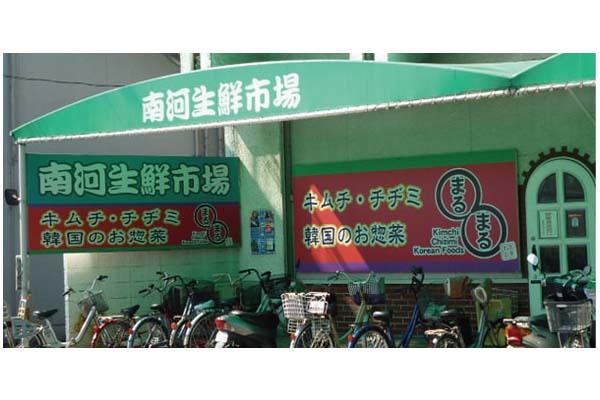 南河生鮮市場
南河生鮮市場
キムチ・チヂミ
韓国のお惣菜
まる
まる
キムチ・チヂミ
韓国のお惣菜
まる
まる
Kimchi
Chizimi
Korean Foods